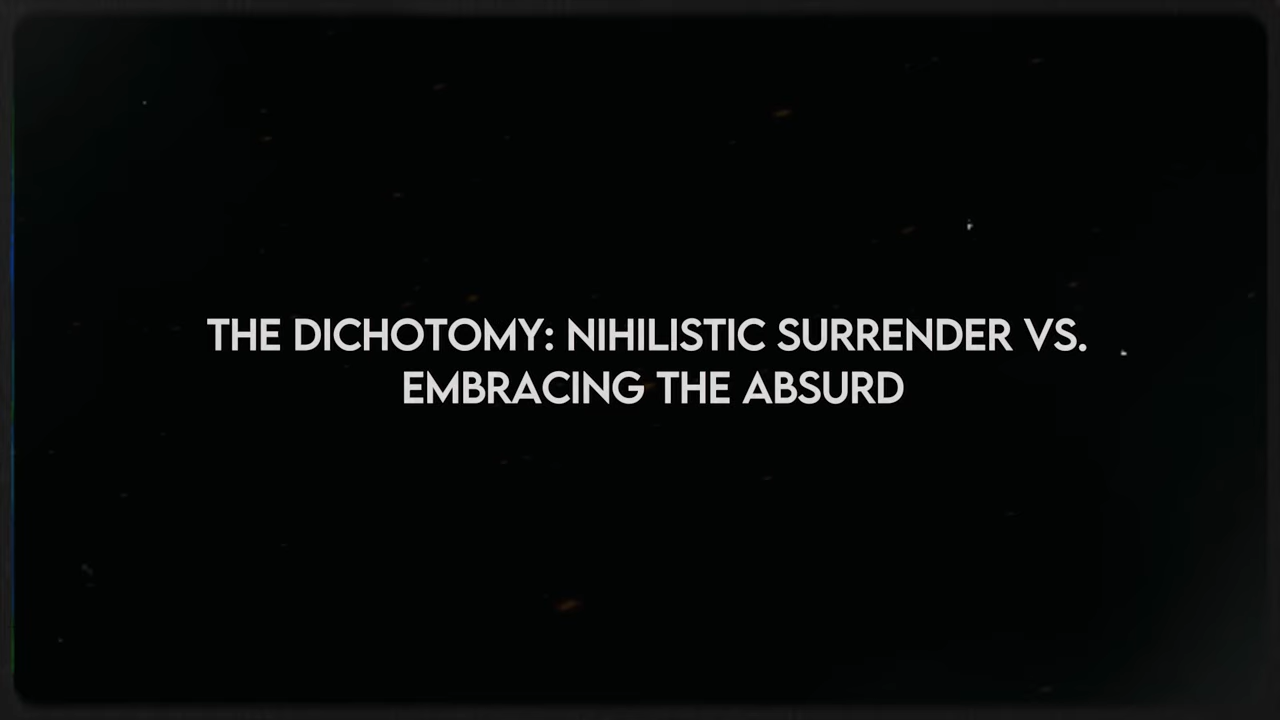 THE DICHOTOMY: NIHILISTIC SURRENDER VS.
EMBRACING THE ABSURD